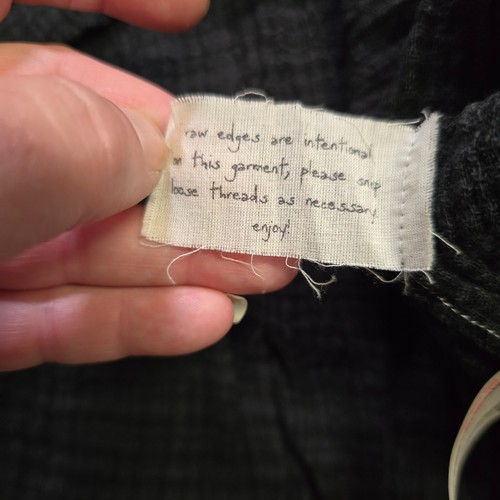 raw edges are intentional
on this garment, please snip
loose threads as necessary.
enjoy!